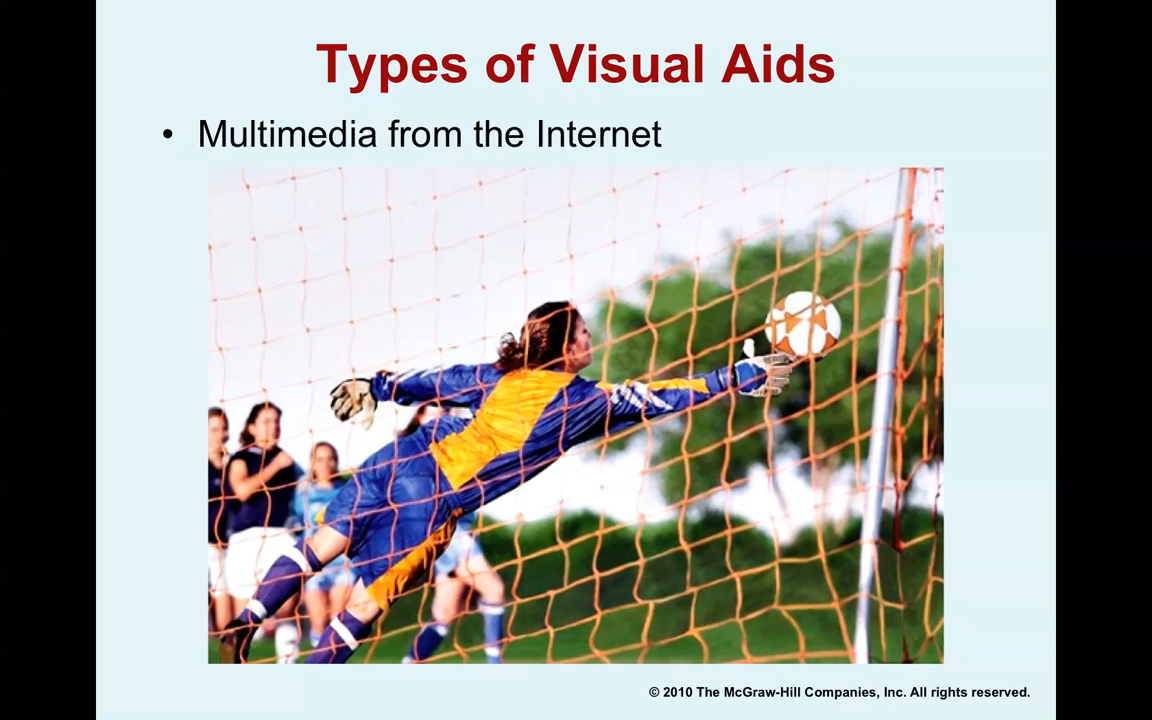 Types of Visual Aids
• Multimedia from the Internet
© 2010 The McGraw-Hill Companies, Inc. All rights reserved.